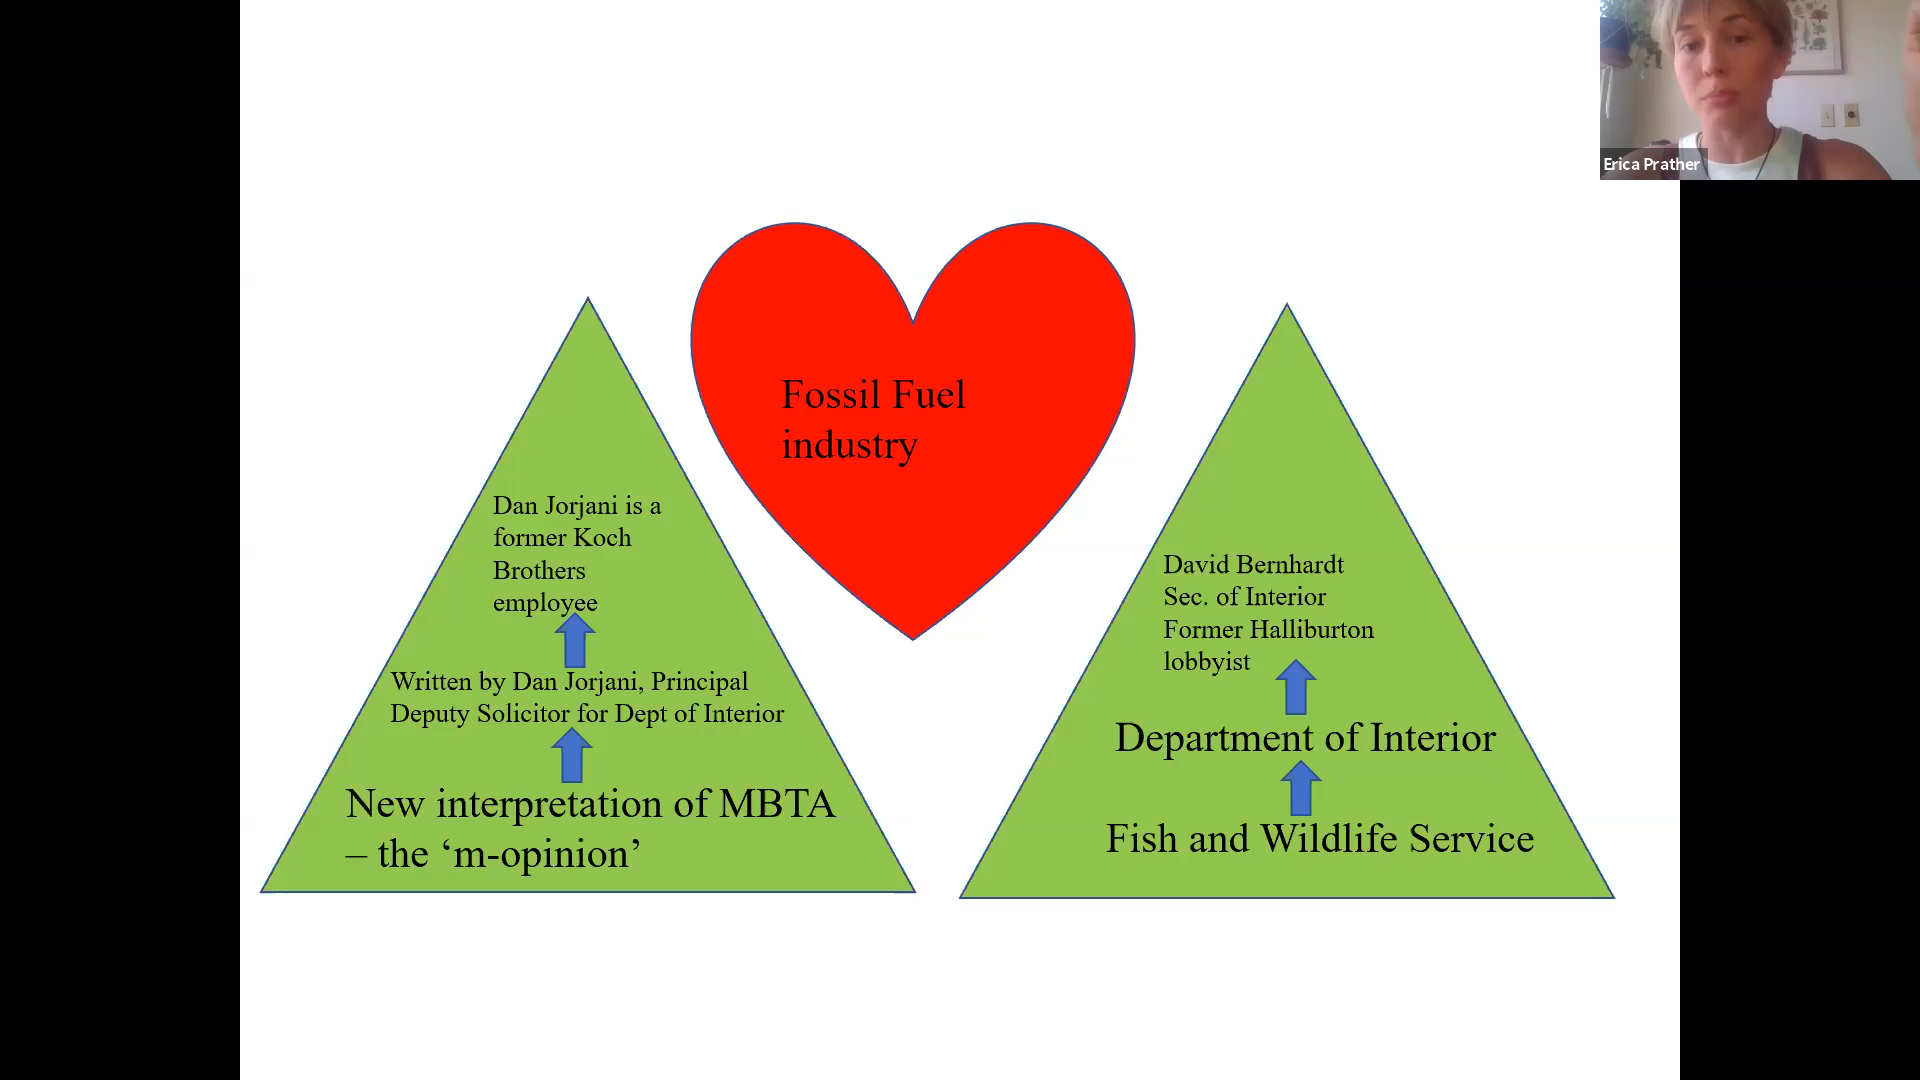 Erica Prather
Fossil Fuel
industry
Dan Jorjani is a
former Koch
Brothers
employee
Written by Dan Jorjani, Principal
Deputy Solicitor for Dept of Interior
New interpretation of MBTA
– the ‘m-opinion’
David Bernhardt
Sec. of Interior
Former Halliburton
lobbyist
Department of Interior
Fish and Wildlife Service